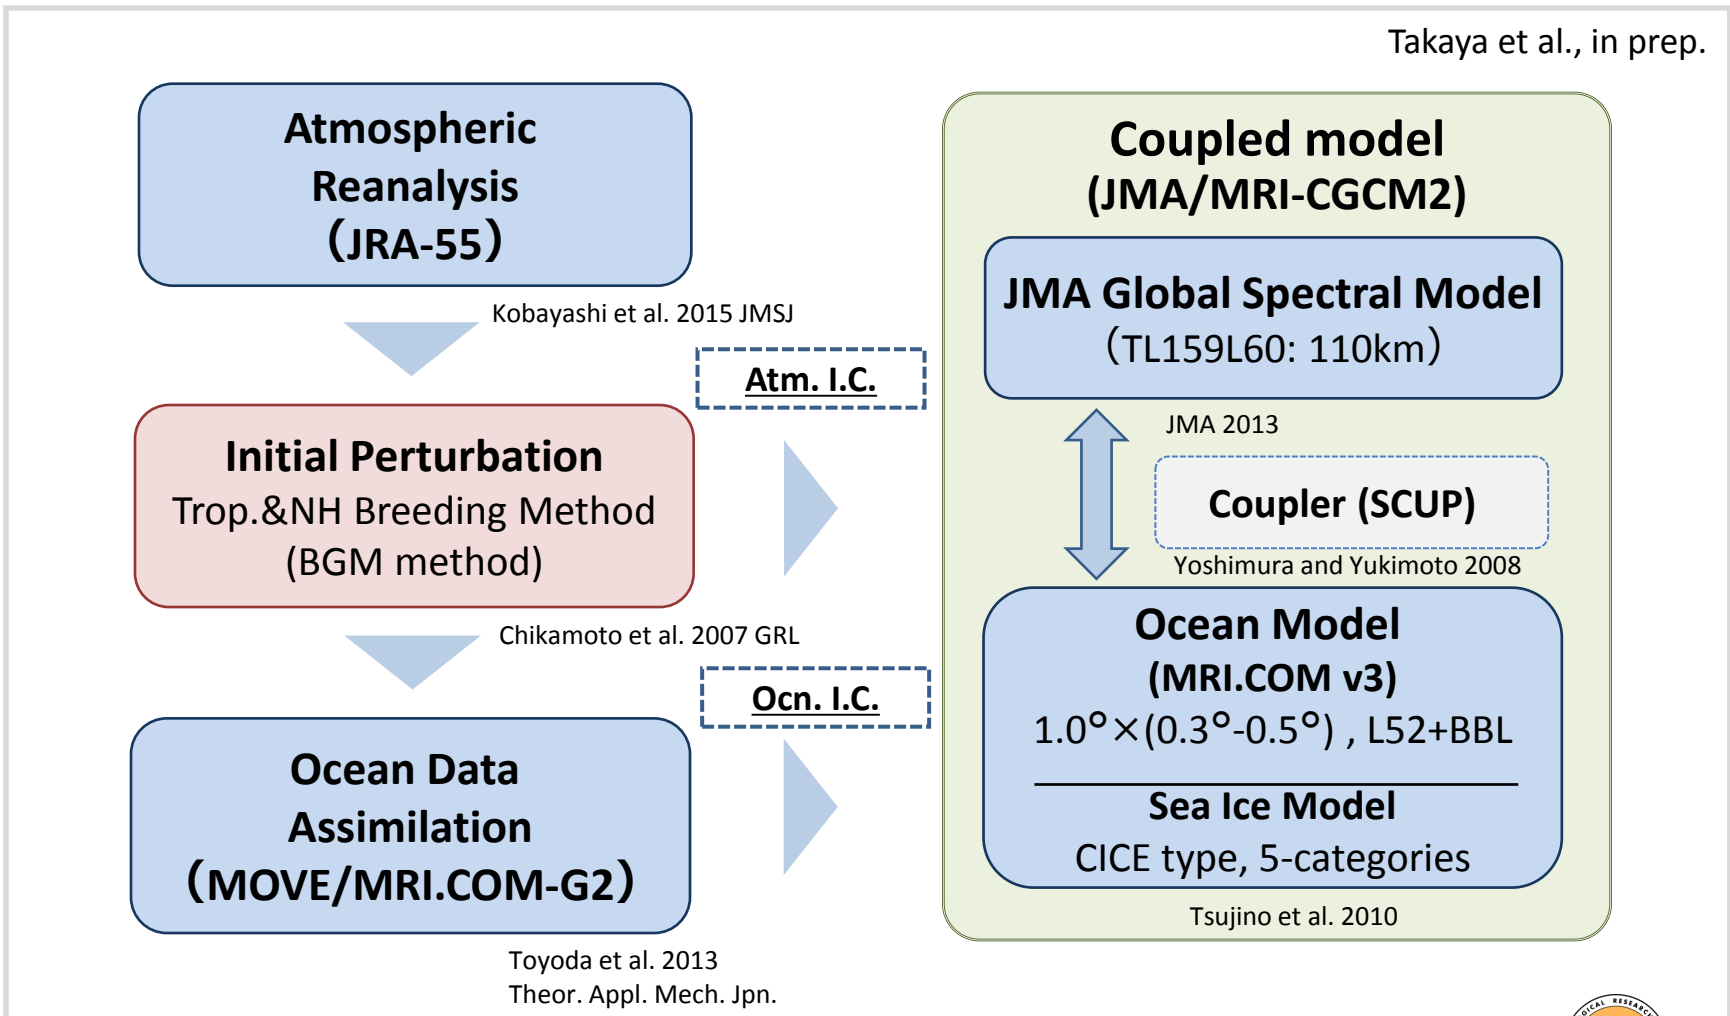 Takaya et al., in prep.
Atmospheric
Reanalysis
（JRA-55）
Kobayashi et al. 2015 JMSJ
Atm. I.C.
Initial Perturbation
Trop.&NH Breeding Method
(BGM method)
Chikamoto et al. 2007 GRL
Ocn. I.C.
Ocean Data
Assimilation
（MOVE/MRI.COM-G2）
Toyoda et al. 2013
Theor. Appl. Mech. Jpn.
Coupled model
(JMA/MRI-CGCM2)
JMA Global Spectral Model
（TL159L60: 110km）
JMA 2013
Coupler (SCUP)
Yoshimura and Yukimoto 2008
Ocean Model
(MRI.COM v3)
1.0°×(0.3°-0.5°) , L52+BBL
Sea Ice Model
CICE type, 5-categories
Tsujino et al. 2010